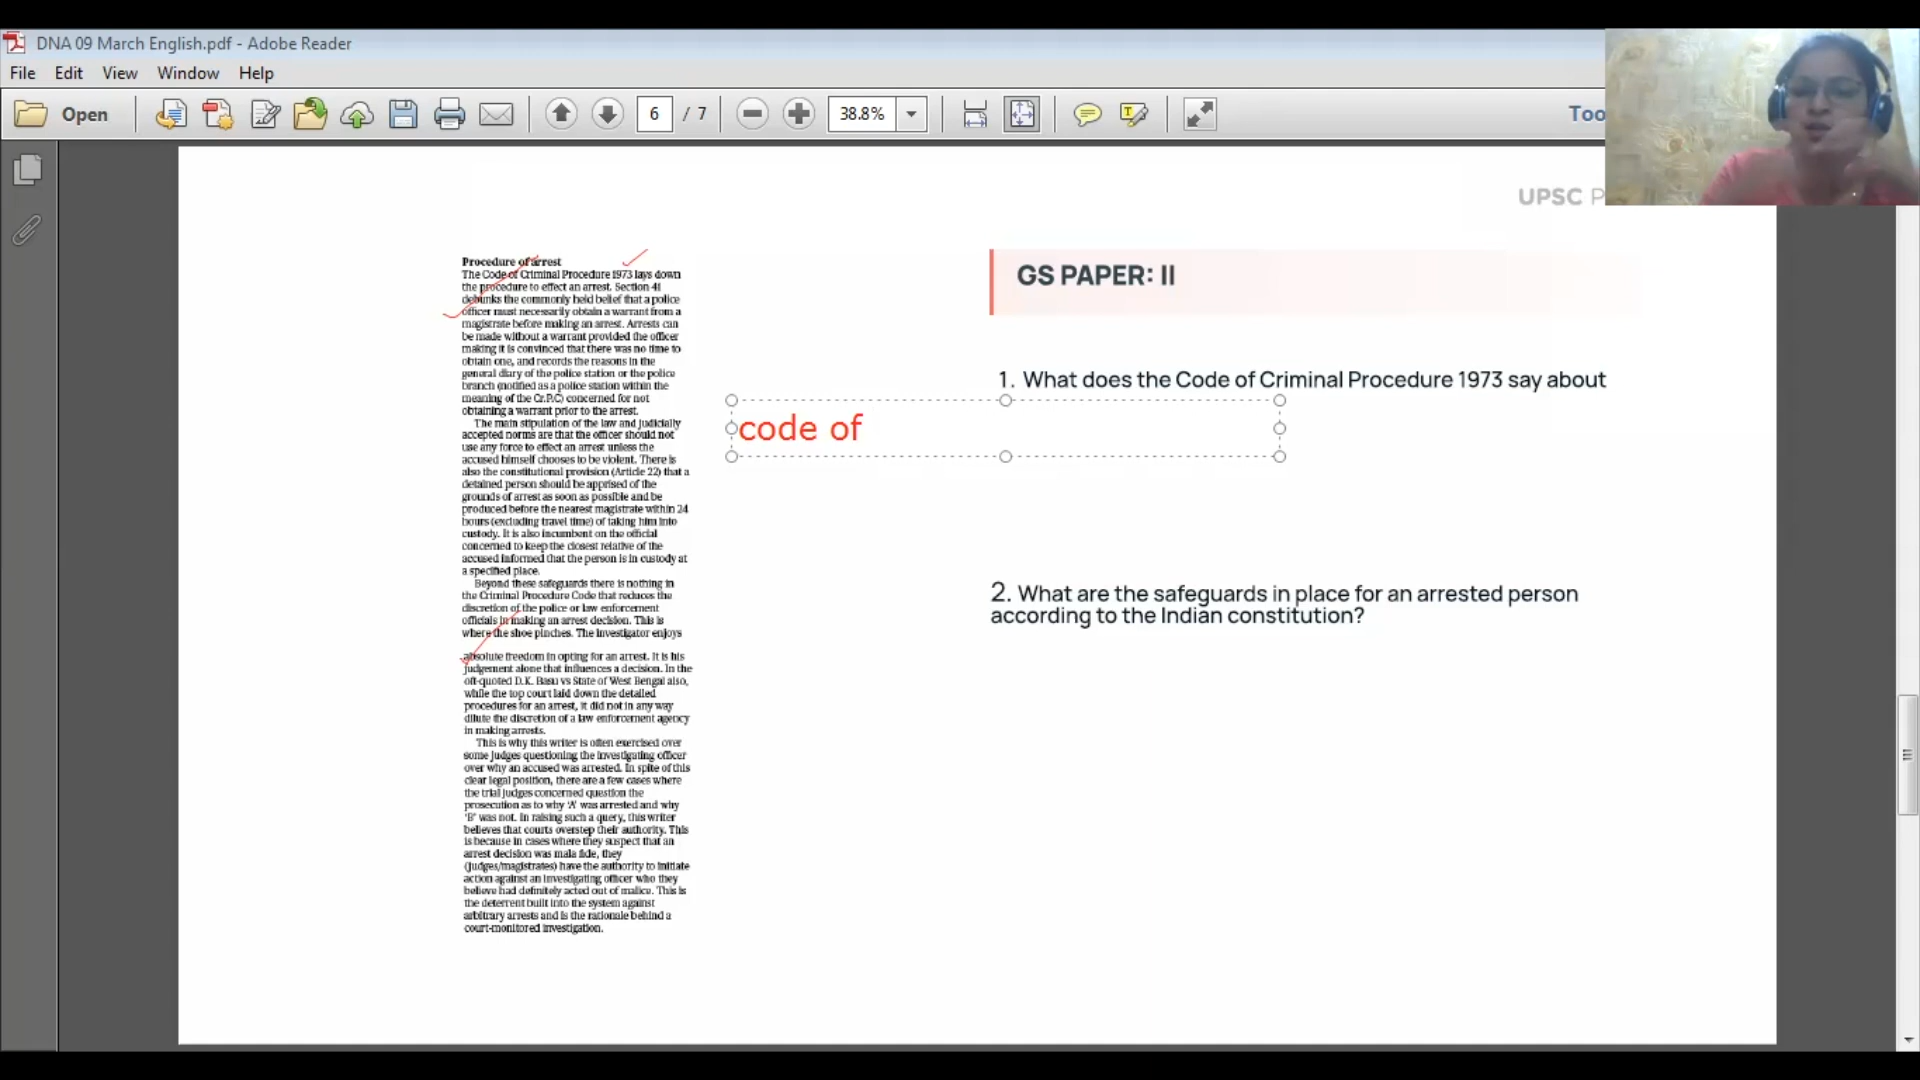 DNA 09 March English.pdf - Adobe Reader
File Edit View Window Help
Open 6 / 7 38.8% Too
UPSC P
Procedure of arrest
The Code of Criminal Procedure 1973 lays down
the procedure to effect an arrest. Section 41
debunks the commonly held belief that a police
officer must necessarily obtain a warrant from a
magistrate before making an arrest. Arrests can
be made without a warrant provided the officer
making it is convinced that there was no time to
obtain one, and records the reasons in the
general diary of the police station or the police
branch (notified as a police station within the
meaning of the Cr.P.C) concerned for not
obtaining a warrant prior to the arrest.
The main stipulation of the law and judicially
accepted norms are that the officer should not
use any force to effect an arrest unless the
accused himself chooses to be violent. There is
also the constitutional provision (Article 22) that a
detained person should be apprised of the
grounds of arrest as soon as possible and be
produced before the nearest magistrate within 24
hours (excluding travel time) of taking him into
custody. It is also incumbent on the official
concerned to keep the closest relative of the
accused informed that the person is in custody at
a specified place.
Beyond these safeguards there is nothing in
the Criminal Procedure Code that reduces the
discretion of the police or law enforcement
officials in making an arrest decision. This is
where the shoe pinches. The investigator enjoys
absolute freedom in opting for an arrest. It is his
judgement alone that influences a decision. In the
oft-quoted D.K. Basu vs State of West Bengal also,
while the top court laid down the detailed
procedures for an arrest, it did not in any way
dilute the discretion of a law enforcement agency
in making arrests.
This is why this writer is often exercised over
some judges questioning the investigating officer
over why an accused was arrested. In spite of this
clear legal position, there are a few cases where
the trial judges concerned question the
prosecution as to why 'A' was arrested and why
'B' was not. In raising such a query, this writer
believes that courts overstep their authority. This
is because in cases where they suspect that an
arrest decision was mala fide, they
(judges/magistrates) have the authority to initiate
action against an investigating officer who they
believe had definitely acted out of malice. This is
the deterrent built into the system against
arbitrary arrests and is the rationale behind a
court-monitored investigation.
GS PAPER: II
1. What does the Code of Criminal Procedure 1973 say about
code of
2. What are the safeguards in place for an arrested person
according to the Indian constitution?